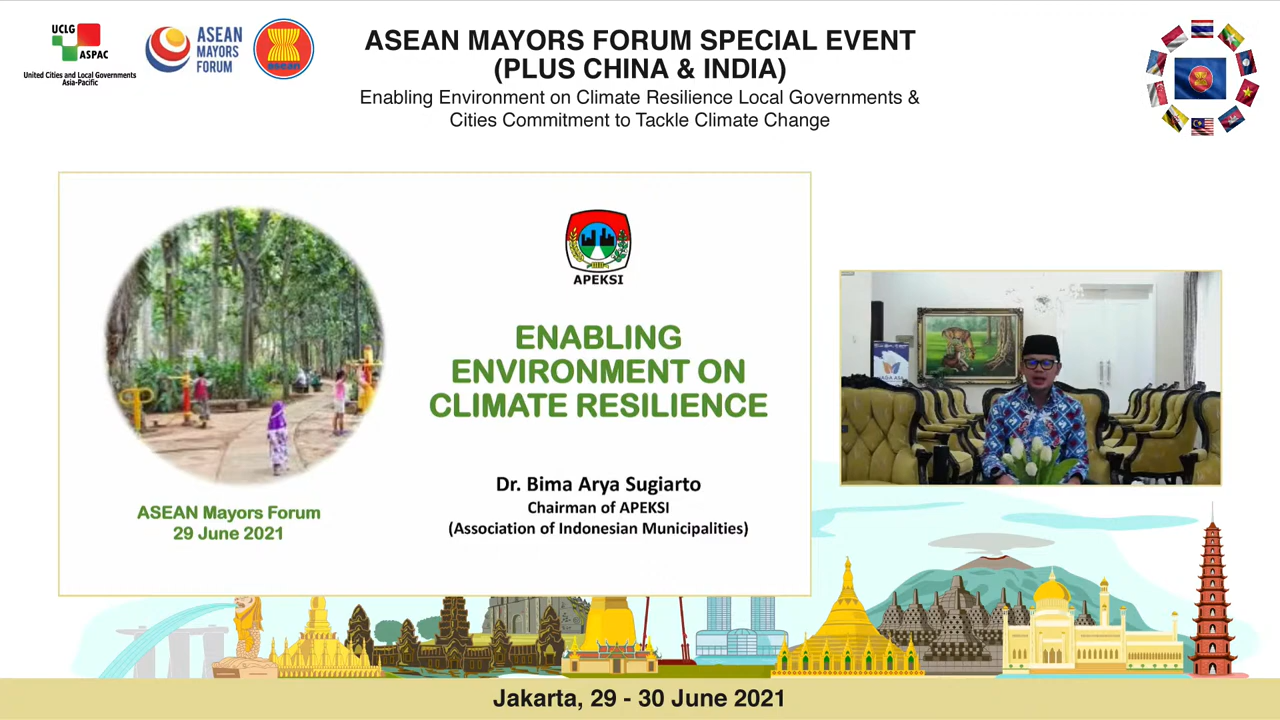 UCLG
ASPAC
United Cities and Local Governments
Asia-Pacific
ASEAN
MAYORS
FORUM
asean
ASEAN MAYORS FORUM SPECIAL EVENT
(PLUS CHINA & INDIA)
Enabling Environment on Climate Resilience Local Governments &
Cities Commitment to Tackle Climate Change
APEKSI
ENABLING
ENVIRONMENT ON
CLIMATE RESILIENCE
Dr. Bima Arya Sugiarto
Chairman of APEKSI
(Association of Indonesian Municipalities)
ASEAN Mayors Forum
29 June 2021
Jakarta, 29 - 30 June 2021